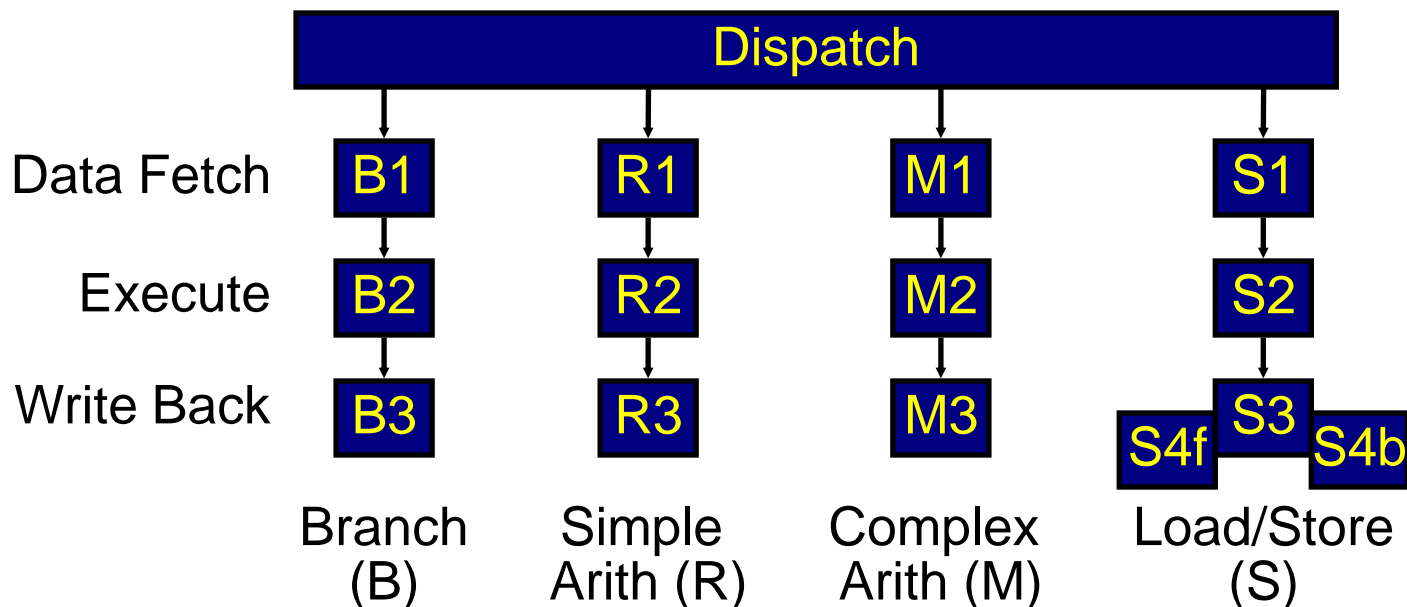 Dispatch
Data Fetch B1 R1 M1 S1
Execute B2 R2 M2 S2
Write Back B3 R3 M3 S3
S4f S4b
Branch Simple Complex Load/Store
(B) Arith (R) Arith (M) (S)